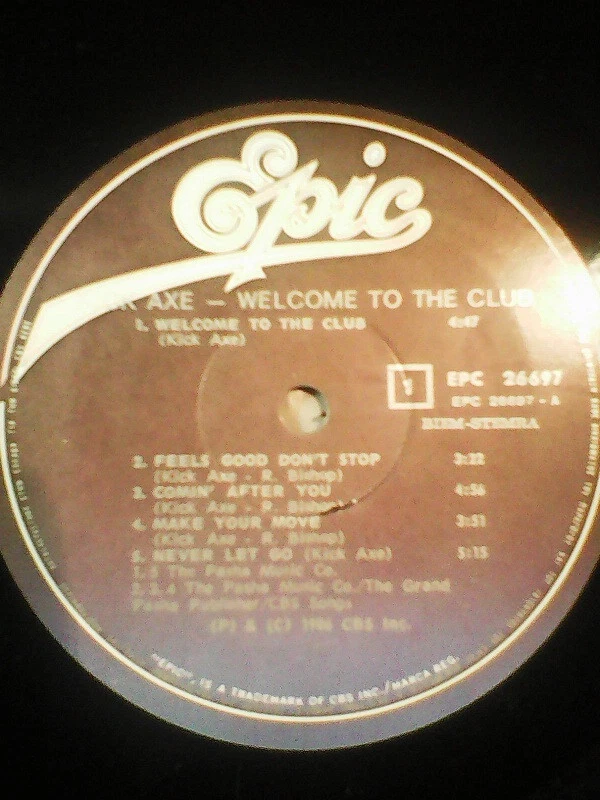 Epic
AXE – WELCOME TO THE CLUB
1. WELCOME TO THE CLUB 4:47
(Kick Axe)
1 EPC 26697
EPC 26697 - A
BIEM-STEMRA
2. FEELS GOOD DON'T STOP 3:22
(Kick Axe - R. Bishop)
3. COMIN' AFTER YOU 4:56
(Kick Axe - R. Bishop)
4. MAKE YOUR MOVE 3:51
(Kick Axe - R. Bishop)
5. NEVER LET GO (Kick Axe) 5:15
The Pasha Music Co.
The Pasha Music Co./The Grand
Pasha Publisher/CBS Songs
(P) & (C) 1986 CBS Inc.
"EPIC", IS A TRADEMARK OF CBS INC./MARCA REG.